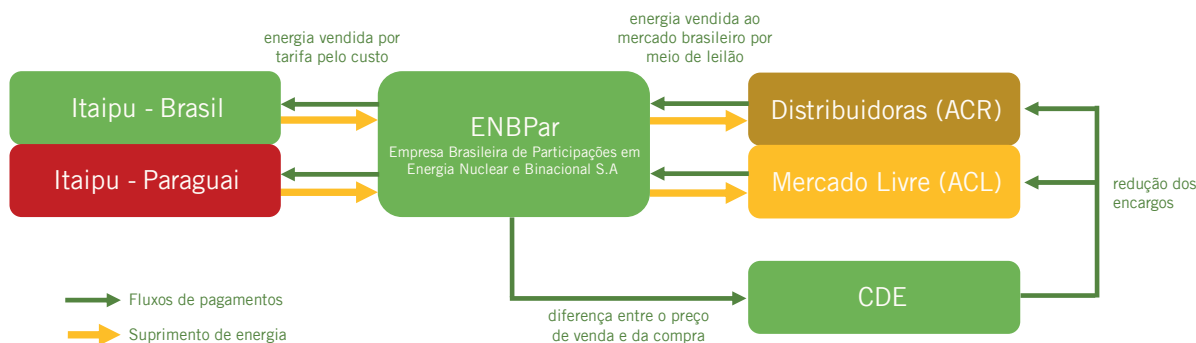 energia vendida por
tarifa pelo custo
energia vendida ao
mercado brasileiro por
meio de leilão
Itaipu - Brasil
Itaipu - Paraguai
ENBPar
Empresa Brasileira de Participações em
Energia Nuclear e Binacional S.A
Distribuidoras (ACR)
Mercado Livre (ACL)
redução dos
encargos
CDE
diferença entre o preço
de venda e da compra
Fluxos de pagamentos
Suprimento de energia